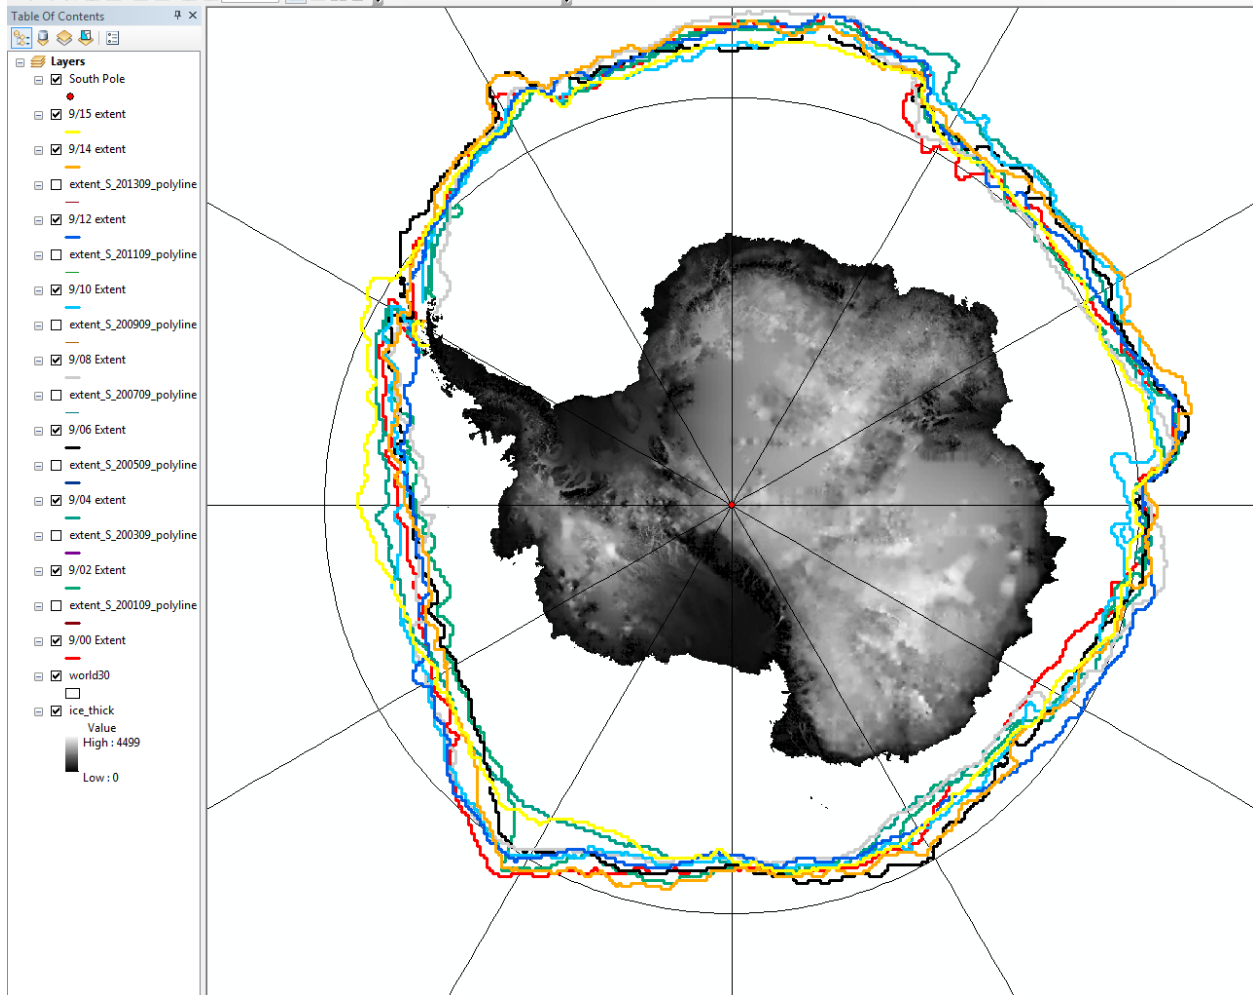 Table Of Contents
Layers
South Pole
9/15 extent
9/14 extent
extent_S_201309_polyline
9/12 extent
extent_S_201109_polyline
9/10 Extent
extent_S_200909_polyline
9/08 Extent
extent_S_200709_polyline
9/06 Extent
extent_S_200509_polyline
9/04 extent
extent_S_200309_polyline
9/02 Extent
extent_S_200109_polyline
9/00 Extent
world30
ice_thick
Value
High : 4499
Low : 0